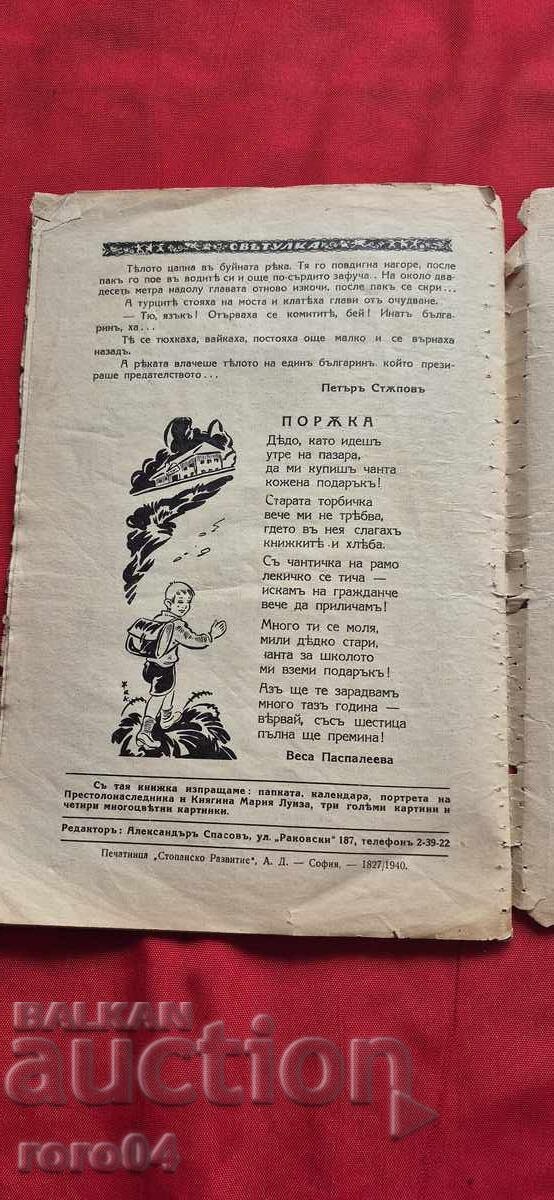 СВѢТУЛКА
Тѣлото цапна въ буйната рѣка. Тя го повдигна нагоре, после
пакъ го пое въ водитѣ си и още по-сърдито зафуча.. На около два-
десеть метра надолу главата отново изкочи, после пакъ се скри...
А турцитѣ стояха на моста и клатѣха глави отъ очудване.
— Тю, язъкъ! Отърваха се комититѣ, бей! Инатъ бълга-
ринъ, ха...
Тѣ се тюхкаха, вайкаха, постояха още малко и се върнаха
назадъ.
А рѣката влачеше тѣлото на единъ българинъ, който прези-
раше предателството...
Петъръ Стѫповъ
ПОРѪКА
Дѣдо, като идешъ
утре на пазара,
да ми купишъ чанта
кожена подаръкъ!
Старата торбичка
вече ми не трѣбва,
гдето въ нея слагахъ
книжкитѣ и хлѣба.
Съ чантичка на рамо
лекичко се тича —
искамъ на гражданче
вече да приличамъ!
Много ти се моля,
мили дѣдко стари,
чанта за школото
ми вземи подаръкъ!
Азъ ще те зарадвамъ
много тазъ година —
вѣрвай, съсъ шестица
пълна ще премина!
Веса Паспалеева
Съ тая книжка изпращаме: папката, календара, портрета на
Престолонаследника и Княгиня Мария Луиза, три голѣми картини и
четири многоцвѣтни картинки.
Редакторъ: Александъръ Спасовъ, ул. „Раковски“ 187, телефонъ 2-39-22
Печатница „Стопанско Развитие“, А. Д. — София, — 1827/1940.
BALKAN
auction
roro04